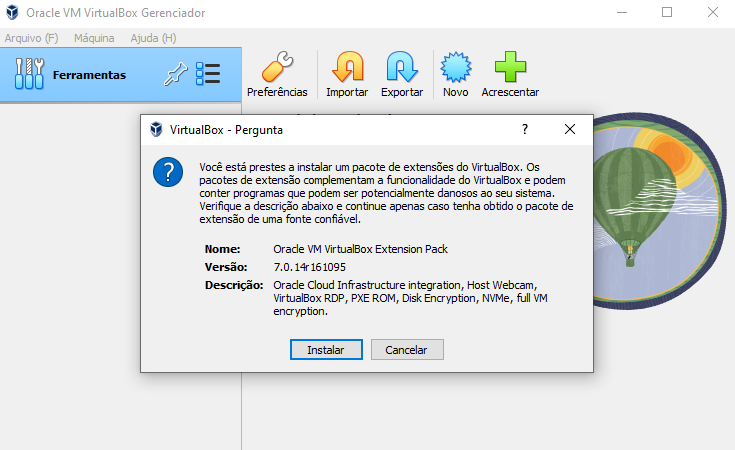 Oracle VM VirtualBox Gerenciador
Arquivo (F) Máquina Ajuda (H)
Ferramentas
Preferências Importar Exportar Novo Acrescentar
VirtualBox - Pergunta
Você está prestes a instalar um pacote de extensões do VirtualBox. Os
pacotes de extensão complementam a funcionalidade do VirtualBox e podem
conter programas que podem ser potencialmente danosos ao seu sistema.
Verifique a descrição abaixo e continue apenas caso tenha obtido o pacote de
extensão de uma fonte confiável.
Nome: Oracle VM VirtualBox Extension Pack
Versão: 7.0.14r161095
Descrição: Oracle Cloud Infrastructure integration, Host Webcam,
VirtualBox RDP, PXE ROM, Disk Encryption, NVMe, full VM
encryption.
Instalar Cancelar